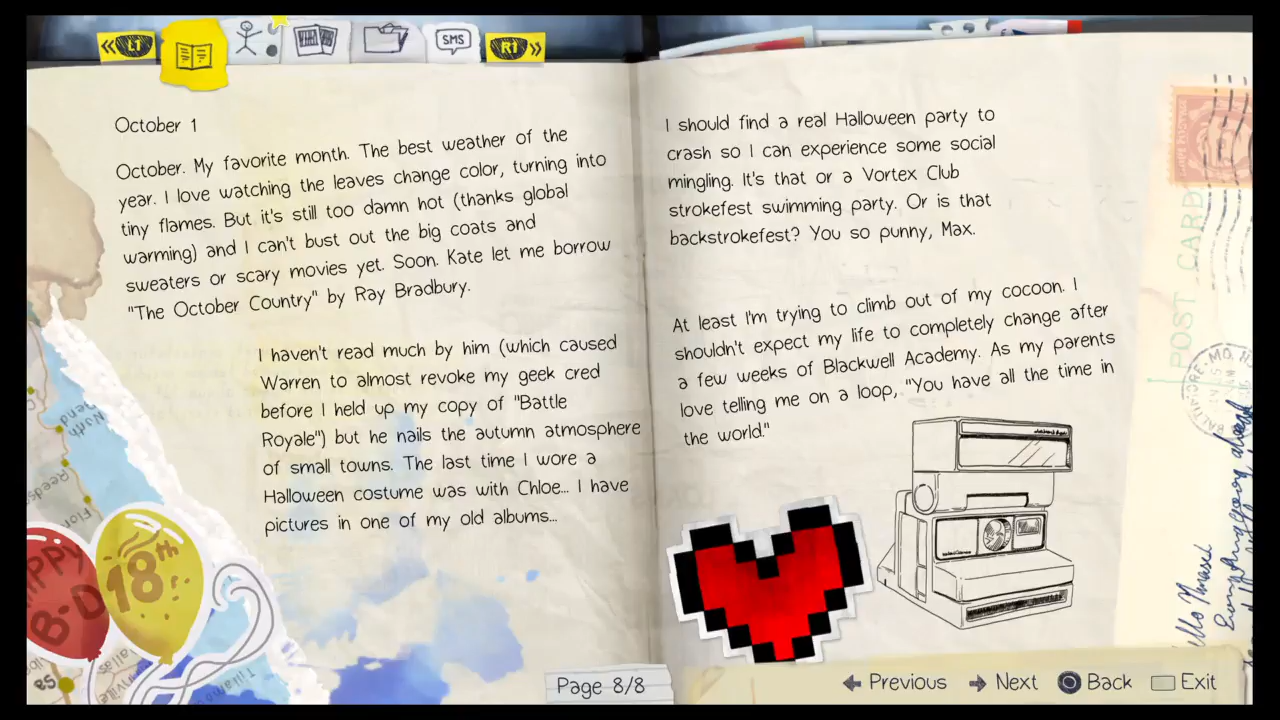 L1
SMS
R1
October 1
October. My favorite month. The best weather of the
year. I love watching the leaves change color, turning into
tiny flames. But it's still too damn hot (thanks global
warming) and I can't bust out the big coats and
sweaters or scary movies yet. Soon. Kate let me borrow
"The October Country" by Ray Bradbury.
I haven't read much by him (which caused
Warren to almost revoke my geek cred
before I held up my copy of "Battle
Royale") but he nails the autumn atmosphere
of small towns. The last time I wore a
Halloween costume was with Chloe... I have
pictures in one of my old albums...
I should find a real Halloween party to
crash so I can experience some social
mingling. It's that or a Vortex Club
strokefest swimming party. Or is that
backstrokefest? You so punny, Max.
At least I'm trying to climb out of my cocoon. I
shouldn't expect my life to completely change after
a few weeks of Blackwell Academy. As my parents
love telling me on a loop, "You have all the time in
the world."
POST CARD
18th
B-D
Page 8/8
Previous
Next
Back
Exit